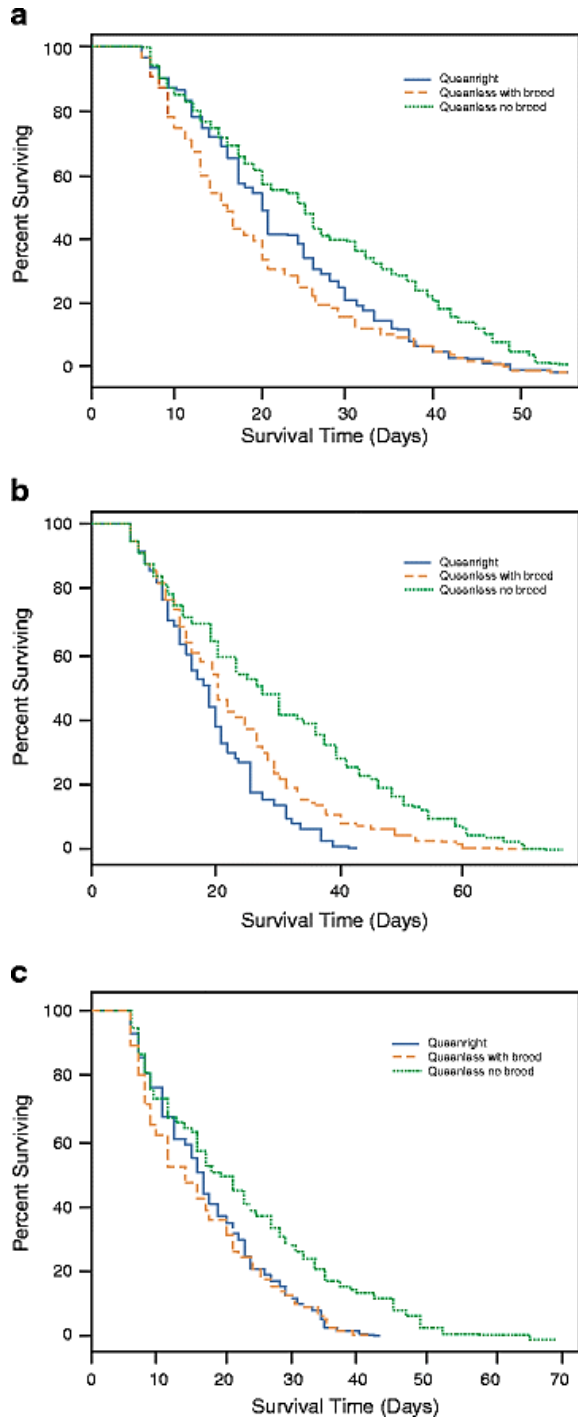 a
100
80
60
40
20
0
Percent Surviving
Queenright
Queenless with brood
Queenless no brood
0 10 20 30 40 50
Survival Time (Days)
b
100
80
60
40
20
0
Percent Surviving
Queenright
Queenless with brood
Queenless no brood
0 20 40 60
Survival Time (Days)
c
100
80
60
40
20
0
Percent Surviving
Queenright
Queenless with brood
Queenless no brood
0 10 20 30 40 50 60 70
Survival Time (Days)